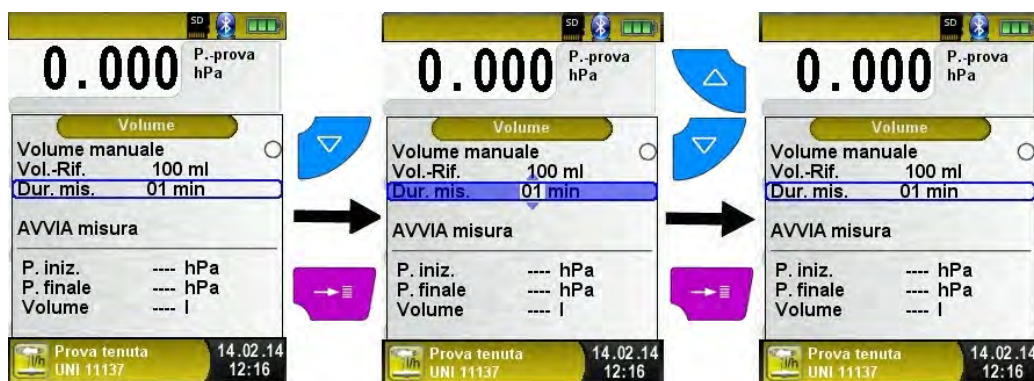 SD
0.000 P.-prova
hPa
Volume
Volume manuale
Vol.-Rif. 100 ml
Dur. mis. 01 min
AVVIA misura
P. iniz. ---- hPa
P. finale ---- hPa
Volume ---- l
Prova tenuta 14.02.14
UNI 11137 12:16
SD
0.000 P.-prova
hPa
Volume
Volume manuale
Vol.-Rif. 100 ml
Dur. mis. 01 min
AVVIA misura
P. iniz. ---- hPa
P. finale ---- hPa
Volume ---- l
Prova tenuta 14.02.14
UNI 11137 12:16
SD
0.000 P.-prova
hPa
Volume
Volume manuale
Vol.-Rif. 100 ml
Dur. mis. 01 min
AVVIA misura
P. iniz. ---- hPa
P. finale ---- hPa
Volume ---- l
Prova tenuta 14.02.14
UNI 11137 12:16